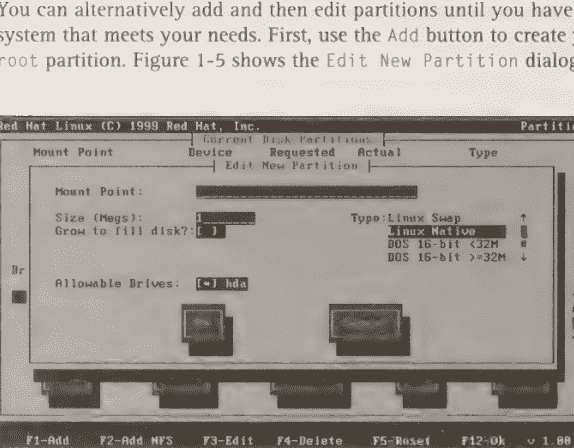 You can alternatively add and then edit partitions until you have
system that meets your needs. First, use the Add button to create
root partition. Figure 1-5 shows the Edit New Partition dialog
Red Hat Linux (C) 1999 Red Hat, Inc. Partitio
Current Disk Partitions
Mount Point Device Requested Actual Type
Edit New Partition
Mount Point:
Size (Megs): 1 Type:Linux Swap ↑
Grow to fill disk?:[ ] Linux Native
DOS 16-bit <32M #
DOS 16-bit >=32M ↓
Dr
Allowable Drives: [*] hda
F1-Add F2-Add NFS F3-Edit F4-Delete F5-Reset F12-Ok v 1.00